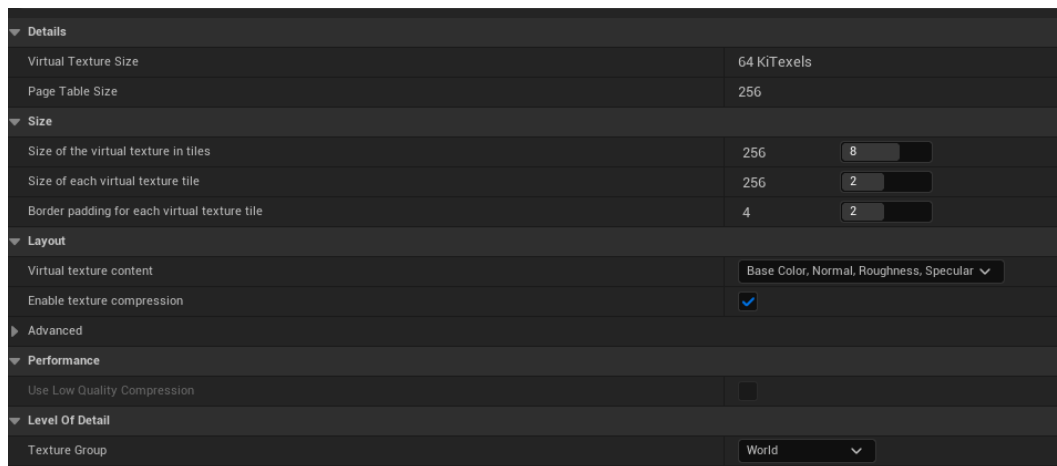 Details
Virtual Texture Size 64 KiTexels
Page Table Size 256
Size
Size of the virtual texture in tiles 256 8
Size of each virtual texture tile 256 2
Border padding for each virtual texture tile 4 2
Layout
Virtual texture content Base Color, Normal, Roughness, Specular
Enable texture compression
Advanced
Performance
Use Low Quality Compression
Level Of Detail
Texture Group World